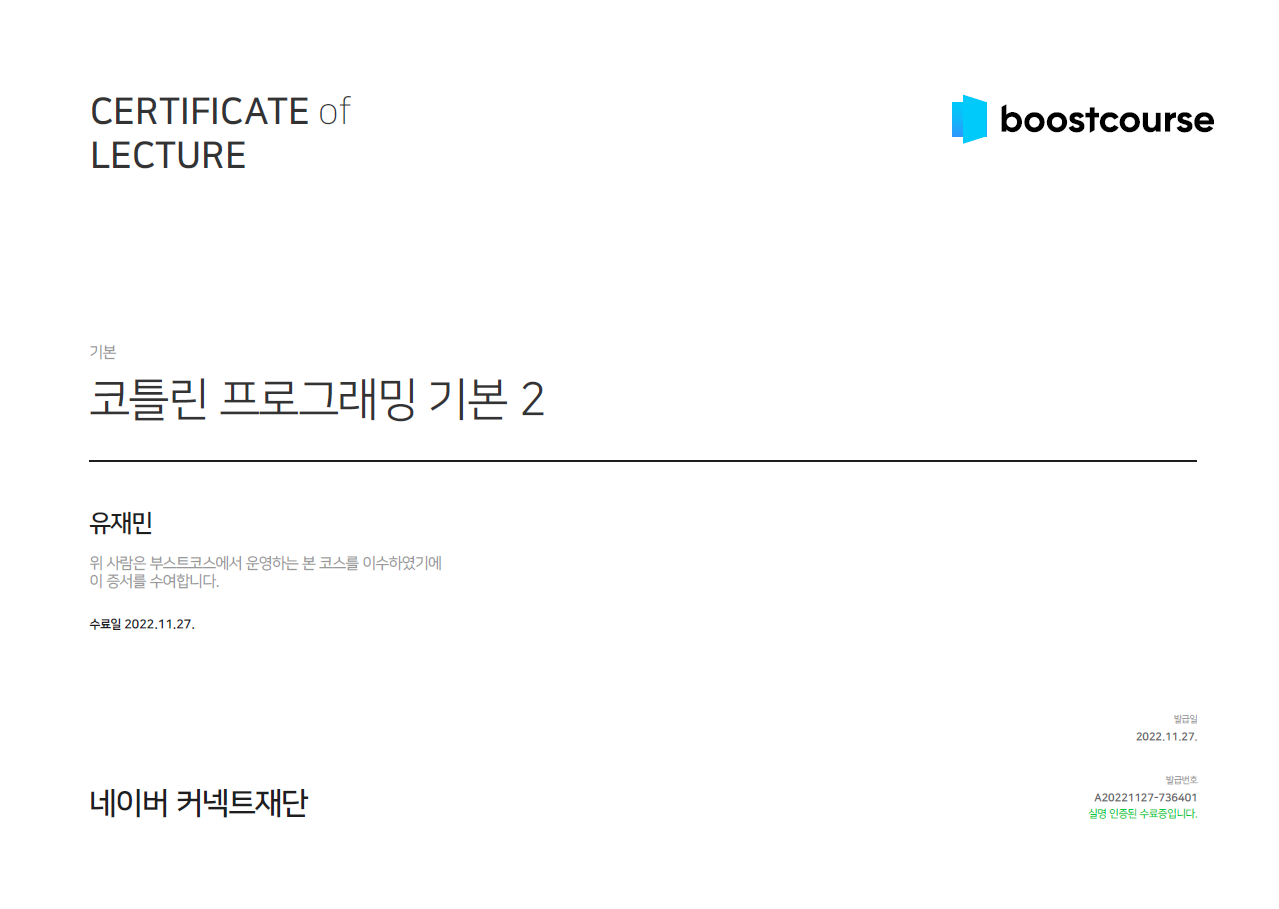 CERTIFICATE of
LECTURE
boostcourse
기본
코틀린 프로그래밍 기본 2
유재민
위 사람은 부스트코스에서 운영하는 본 코스를 이수하였기에
이 증서를 수여합니다.
수료일 2022.11.27.
발급일
2022.11.27.
네이버 커넥트재단
발급번호
A20221127-736401
실명 인증된 수료증입니다.